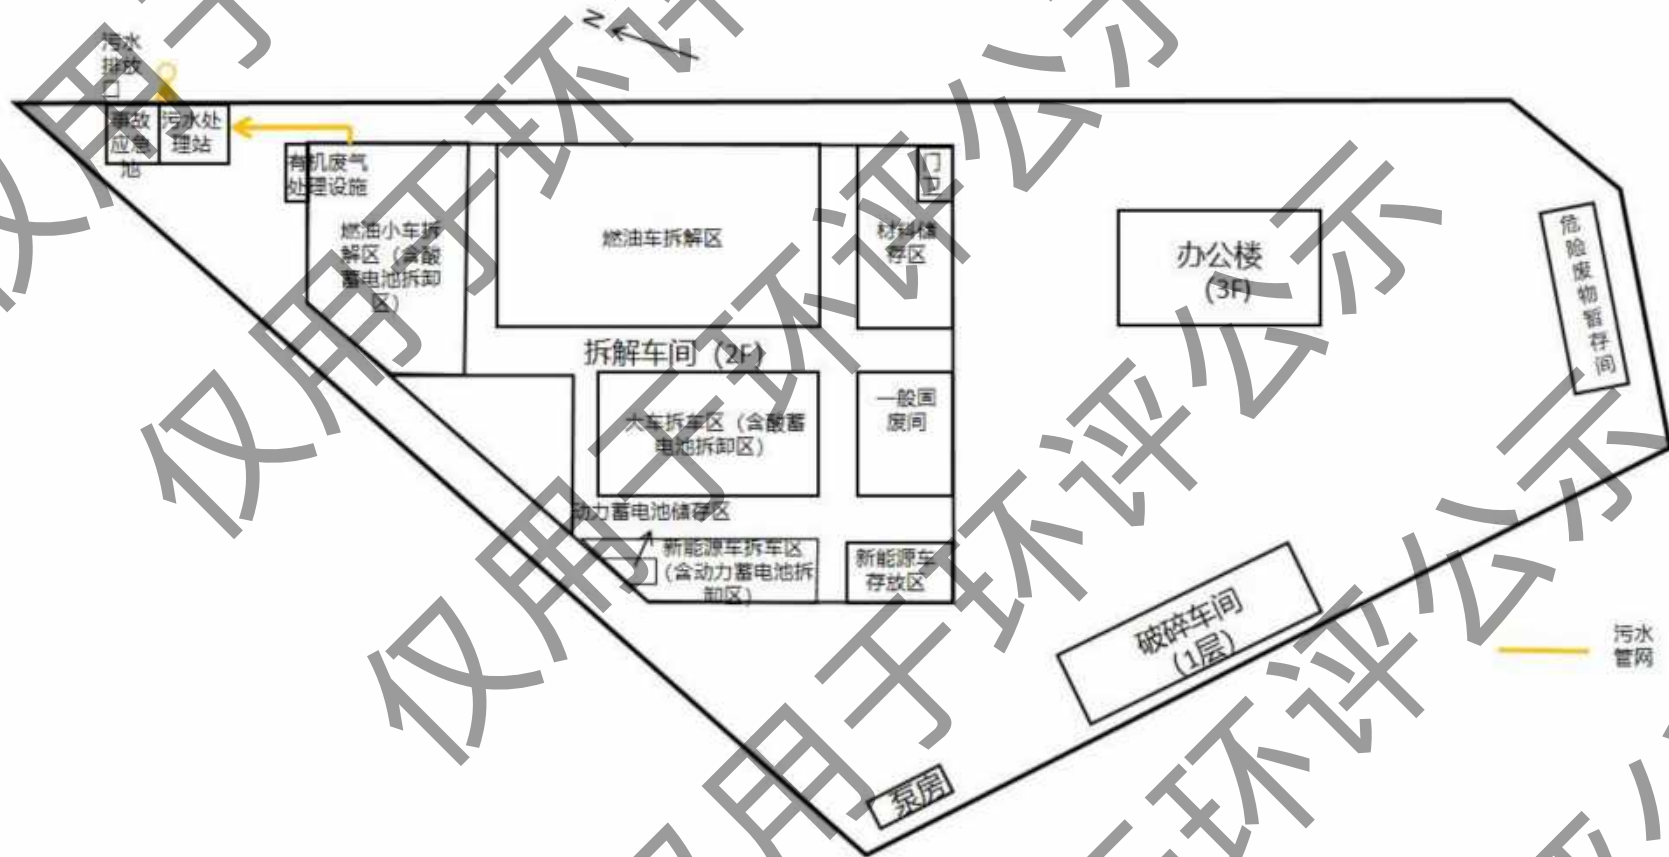 N
污水
排放
口
事故
应急
池
污水处
理站
有机废气
处理设施
燃油小车拆
解区（含酸
蓄电池拆卸
区）
燃油车拆解区
材料储
存区
门
卫
办公楼
(3F)
危
险
废
物
暂
存
间
拆解车间（2F)
大车拆车区（含酸蓄
电池拆卸区）
一般固
废间
动力蓄电池储存区
新能源车拆车区
（含动力蓄电池拆
卸区）
新能源车
存放区
破碎车间
(1层)
泵房
污水
管网
仅用于环评公示
仅用于环评公示
仅用于环评公示
仅用于环评公示